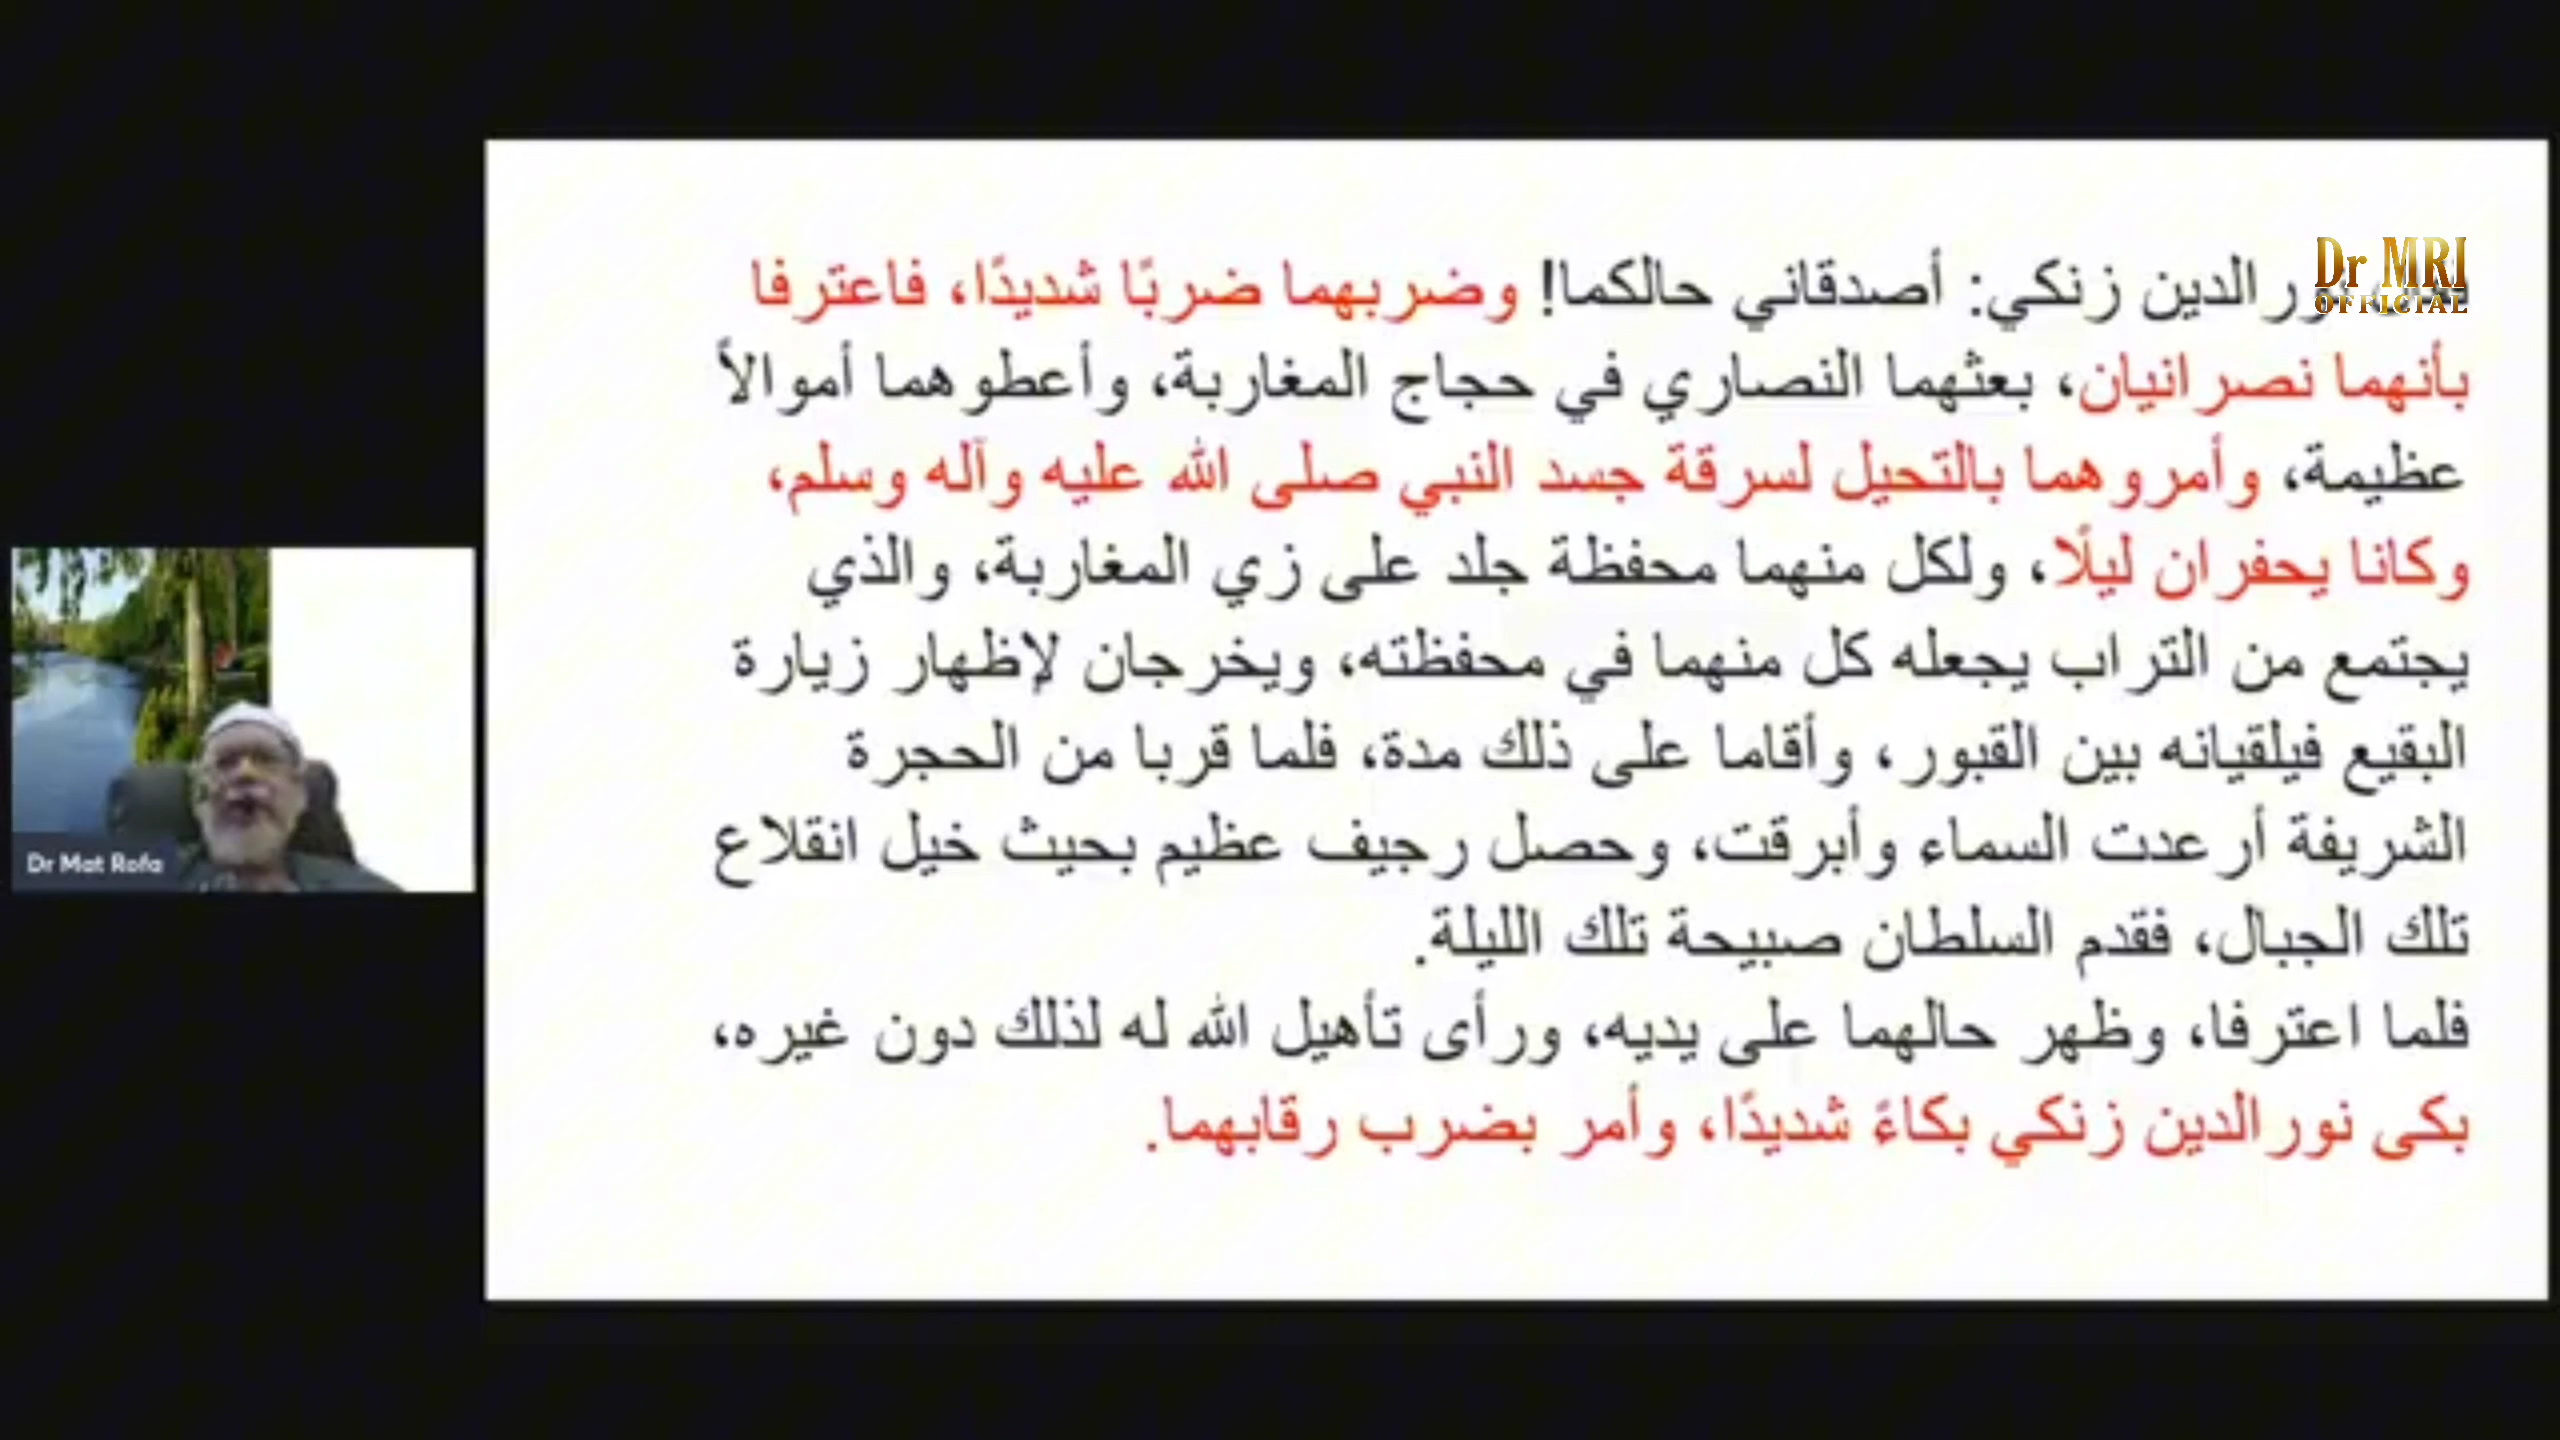 Dr MRI
OFFICIAL
ورالدين زنكي: أصدقاني حالكما! وضربهما ضربًا شديدًا، فاعترفا
بأنهما نصرانيان، بعثهما النصاري في حجاج المغاربة، وأعطوهما أموالاً
عظيمة، وأمروهما بالتحيل لسرقة جسد النبي صلى الله عليه وآله وسلم،
وكانا يحفران ليلًا، ولكل منهما محفظة جلد على زي المغاربة، والذي
يجتمع من التراب يجعله كل منهما في محفظته، ويخرجان لإظهار زيارة
البقيع فيلقيانه بين القبور، وأقاما على ذلك مدة، فلما قربا من الحجرة
الشريفة أرعدت السماء وأبرقت، وحصل رجيف عظيم بحيث خيل انقلاع
تلك الجبال، فقدم السلطان صبيحة تلك الليلة.
فلما اعترفا، وظهر حالهما على يديه، ورأى تأهيل الله له لذلك دون غيره،
بكى نورالدين زنكي بكاءً شديدًا، وأمر بضرب رقابهما.
Dr Mat Rofa